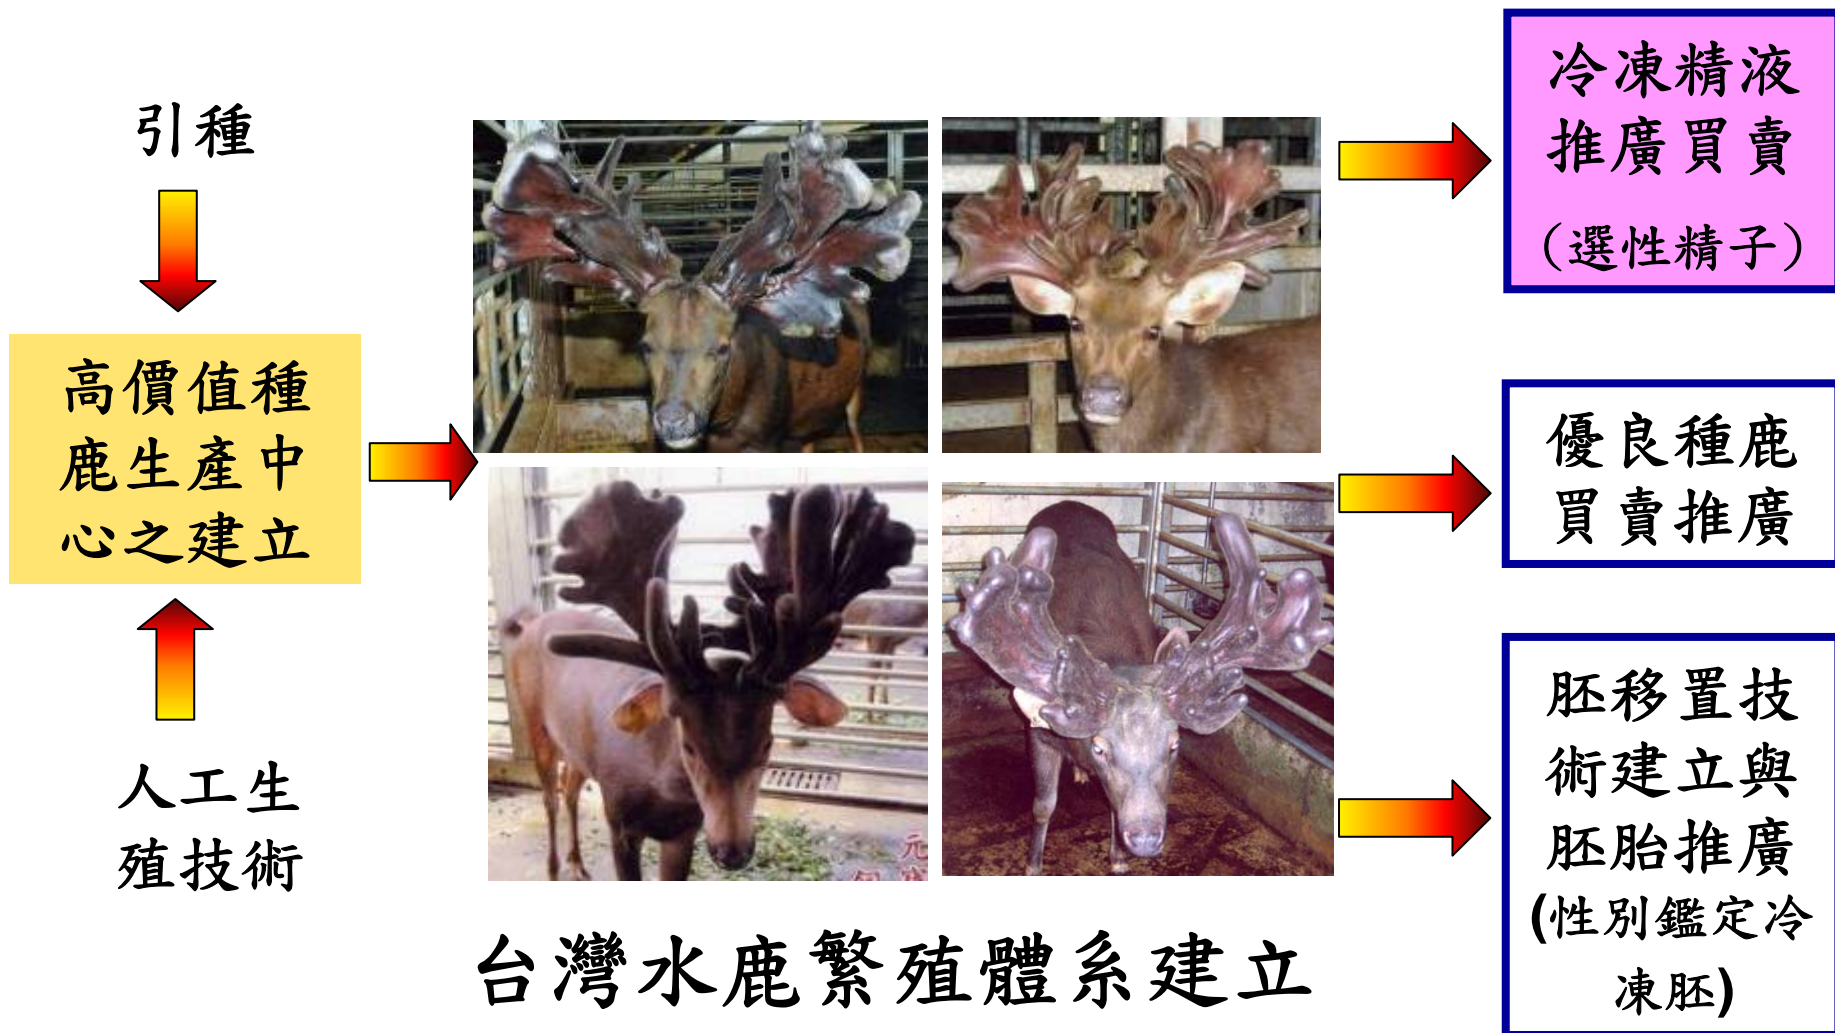 引種
高價值種
鹿生產中
心之建立
人工生
殖技術
冷凍精液
推廣買賣
（選性精子）
優良種鹿
買賣推廣
胚移置技
術建立與
胚胎推廣
(性別鑑定冷
凍胚)
元
台灣水鹿繁殖體系建立